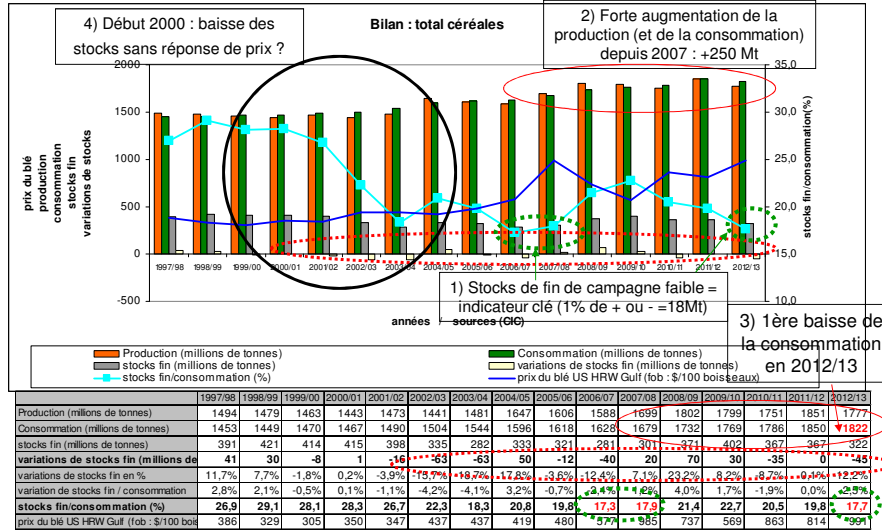 4) Début 2000 : baisse des
stocks sans réponse de prix ?
Bilan : total céréales
2) Forte augmentation de la
production (et de la consommation)
depuis 2007 : +250 Mt
2000
1500
1000
500
0
-500
35,0
30,0
25,0
20,0
15,0
10,0
prix du blé
production
consommation
stocks fin
variations de stocks
stocks fin/consommation(%)
1997/98 1998/99 1999/00 2000/01 2001/02 2002/03 2003/04 2004/05 2005/06 2006/07 2007/08 2008/09 2009/10 2010/11 2011/12 2012/13
1) Stocks de fin de campagne faible =
indicateur clé (1% de + ou - =18Mt)
années / sources (CIC)
3) 1ère baisse de
la consommation
en 2012/13
Production (millions de tonnes)
Consommation (millions de tonnes)
stocks fin (millions de tonnes)
variations de stocks fin (millions de tonnes)
stocks fin/consommation (%)
prix du blé US HRW Gulf (fob : $/100 boisseaux)
1997/98 1998/99 1999/00 2000/01 2001/02 2002/03 2003/04 2004/05 2005/06 2006/07 2007/08 2008/09 2009/10 2010/11 2011/12 2012/13
Production (millions de tonnes) 1494 1479 1463 1443 1473 1441 1481 1647 1606 1588 1699 1802 1799 1751 1851 1777
Consommation (millions de tonnes) 1453 1449 1470 1467 1490 1504 1544 1596 1618 1628 1679 1732 1769 1786 1850 1822
stocks fin (millions de tonnes) 391 421 414 415 398 335 282 333 321 281 301 371 402 367 367 322
variations de stocks fin (millions de 41 30 -8 1 -16 -63 -63 50 -12 -40 20 70 30 -35 0 -45
variations de stocks fin en % 11,7% 7,7% -1,8% 0,2% -3,9% -15,7% -18,7% 17,8% -3,6% -12,4% 7,1% 23,2% 8,2% -8,7% 0,1% -12,2%
variation de stocks fin / consommation 2,8% 2,1% -0,5% 0,1% -1,1% -4,2% -4,1% 3,2% -0,7% 4,0% 1,7% -1,9% 0,0% -2,5%
stocks fin/consommation (%) 26,9 29,1 28,1 28,3 26,7 22,3 18,3 20,8 19,8 17,3 17,9 21,4 22,7 20,5 19,8 17,7
prix du blé US HRW Gulf (fob : $/100 bois 386 329 305 350 347 437 437 419 480 577 985 737 569 863 814 991